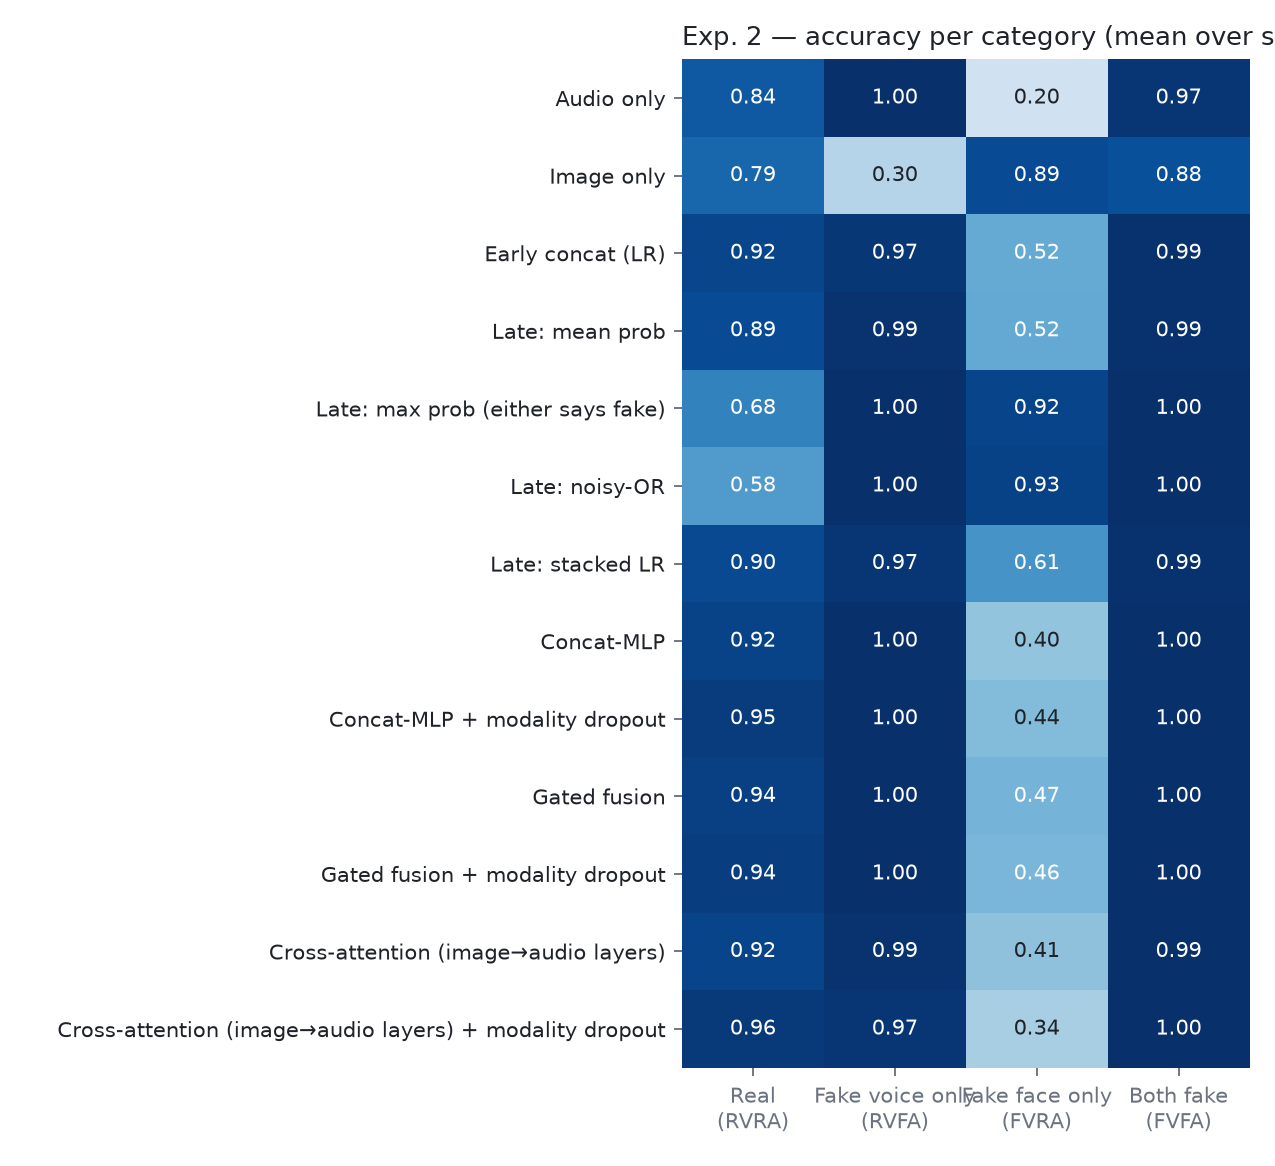 Exp. 2 — accuracy per category (mean over s
Audio only 0.84 1.00 0.20 0.97
Image only 0.79 0.30 0.89 0.88
Early concat (LR) 0.92 0.97 0.52 0.99
Late: mean prob 0.89 0.99 0.52 0.99
Late: max prob (either says fake) 0.68 1.00 0.92 1.00
Late: noisy-OR 0.58 1.00 0.93 1.00
Late: stacked LR 0.90 0.97 0.61 0.99
Concat-MLP 0.92 1.00 0.40 1.00
Concat-MLP + modality dropout 0.95 1.00 0.44 1.00
Gated fusion 0.94 1.00 0.47 1.00
Gated fusion + modality dropout 0.94 1.00 0.46 1.00
Cross-attention (image→audio layers) 0.92 0.99 0.41 0.99
Cross-attention (image→audio layers) + modality dropout 0.96 0.97 0.34 1.00
Real Fake voice only Fake face only Both fake
(RVRA) (RVFA) (FVRA) (FVFA)